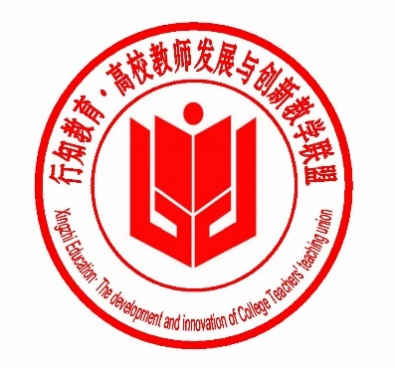 行知教育·高校教师发展与创新教学联盟
Xingzhi Education· The development and innovation of College Teachers' teaching union